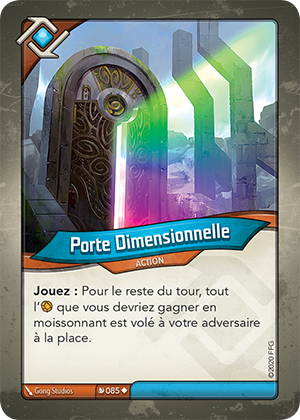 Porte Dimensionnelle
ACTION
Jouez : Pour le reste du tour, tout
l' que vous devriez gagner en
moissonnant est volé à votre adversaire
à la place.
©2020 FFG
Gong Studios
085